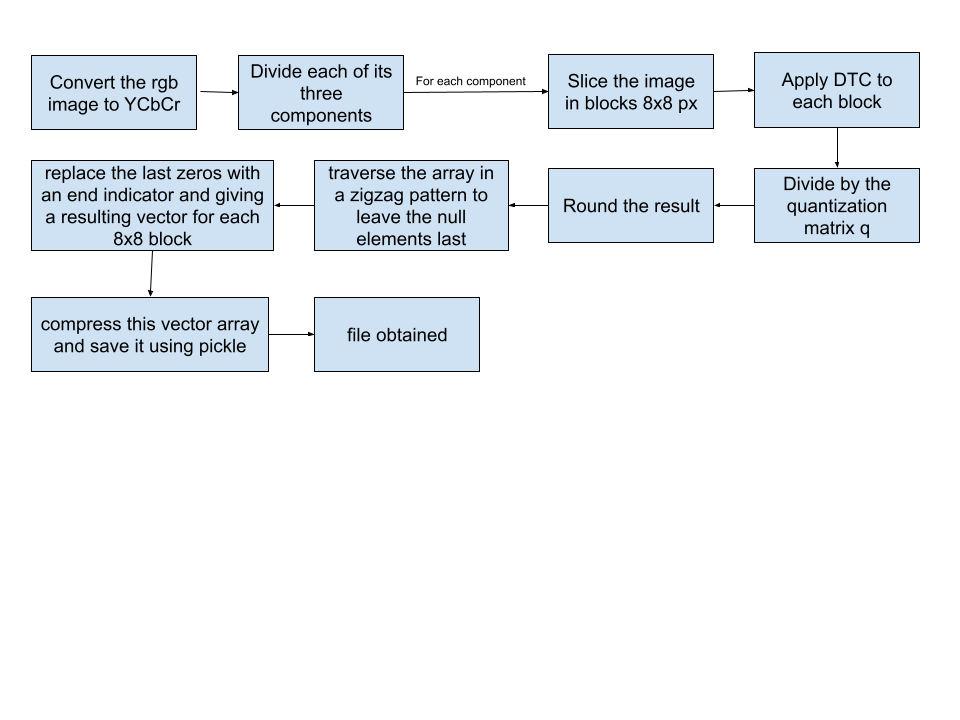 Convert the rgb
image to YCbCr
Divide each of its
three
components
For each component
Slice the image
in blocks 8x8 px
Apply DTC to
each block
Divide by the
quantization
matrix q
Round the result
traverse the array in
a zigzag pattern to
leave the null
elements last
replace the last zeros with
an end indicator and giving
a resulting vector for each
8x8 block
compress this vector array
and save it using pickle
file obtained